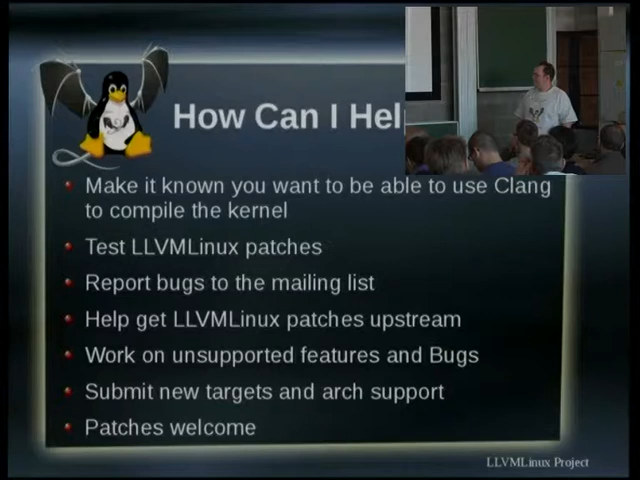 How Can I Hel
Make it known you want to be able to use Clang
to compile the kernel
Test LLVMLinux patches
Report bugs to the mailing list
Help get LLVMLinux patches upstream
Work on unsupported features and Bugs
Submit new targets and arch support
Patches welcome
LLVMLinux Project